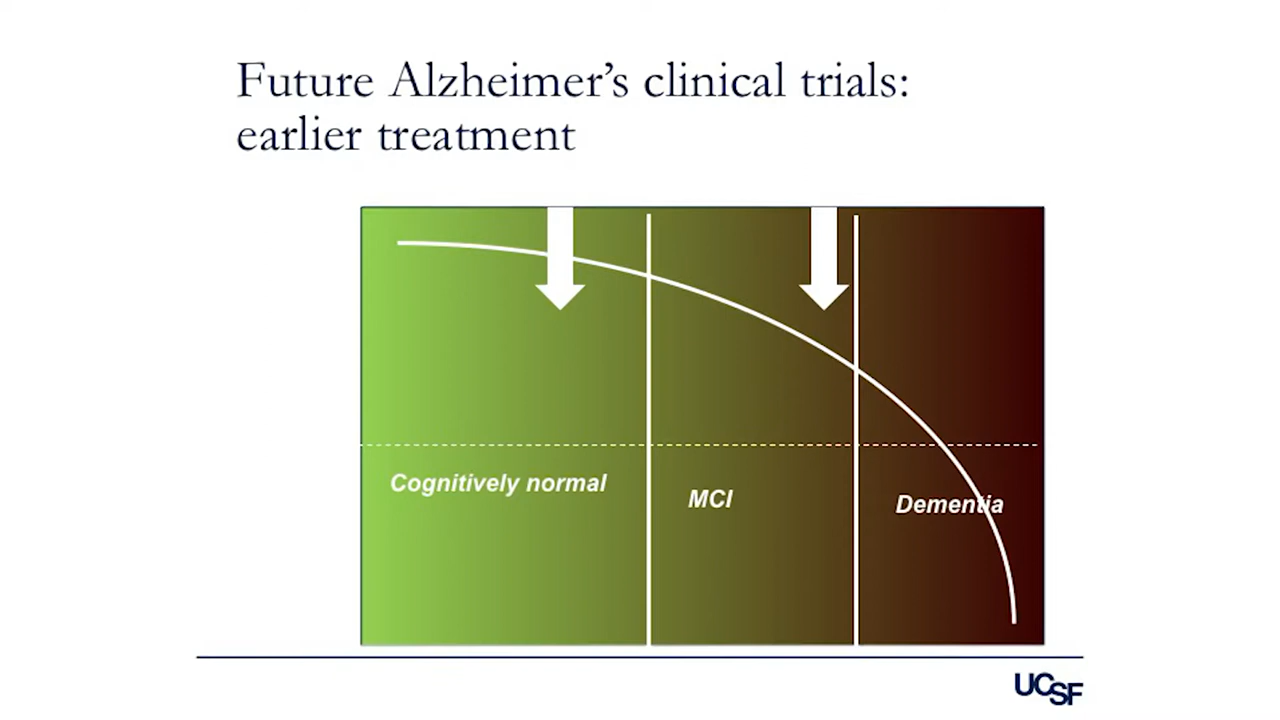 Future Alzheimer’s clinical trials:
earlier treatment
Cognitively normal
MCI
Dementia
UCSF